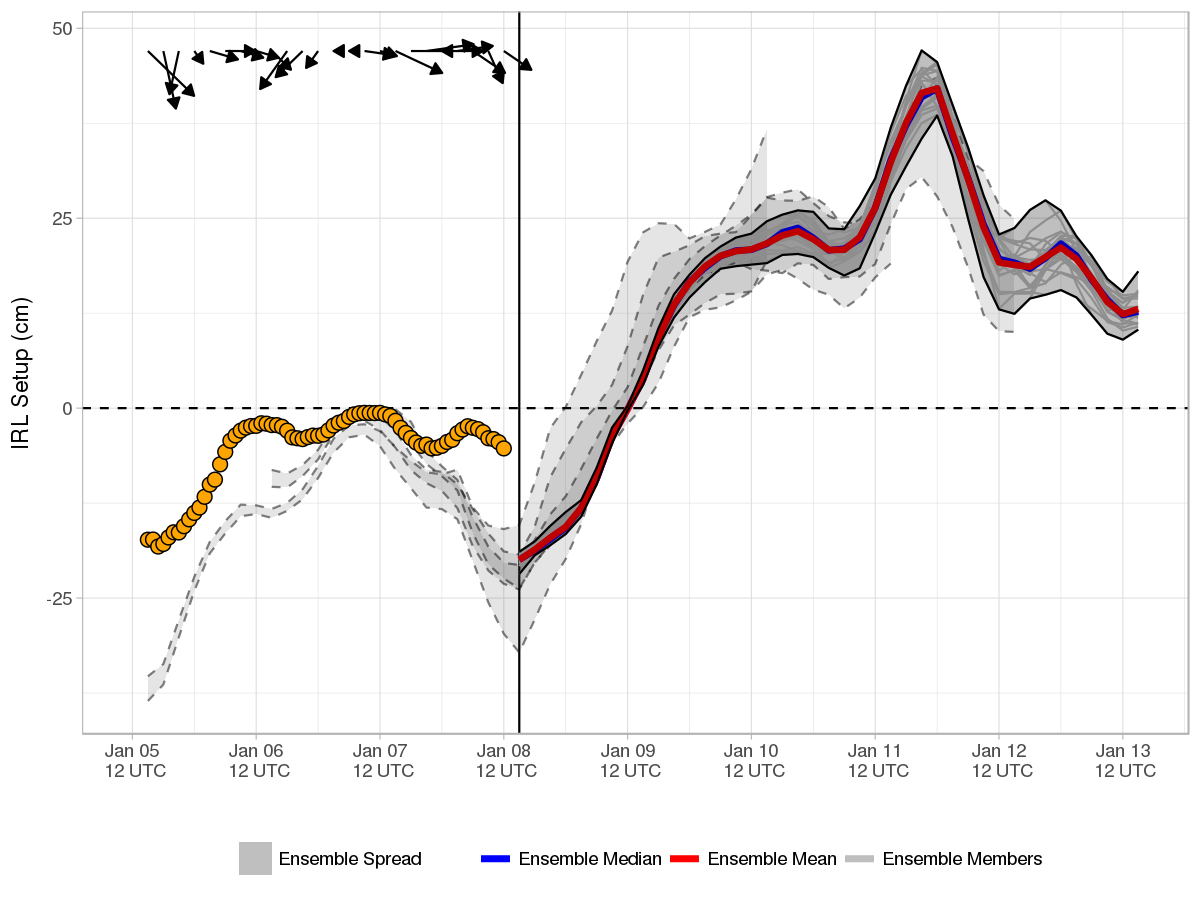 50
25
0
-25
IRL Setup (cm)
Jan 05 Jan 06 Jan 07 Jan 08 Jan 09 Jan 10 Jan 11 Jan 12 Jan 13
12 UTC 12 UTC 12 UTC 12 UTC 12 UTC 12 UTC 12 UTC 12 UTC 12 UTC
Ensemble Spread Ensemble Median Ensemble Mean Ensemble Members